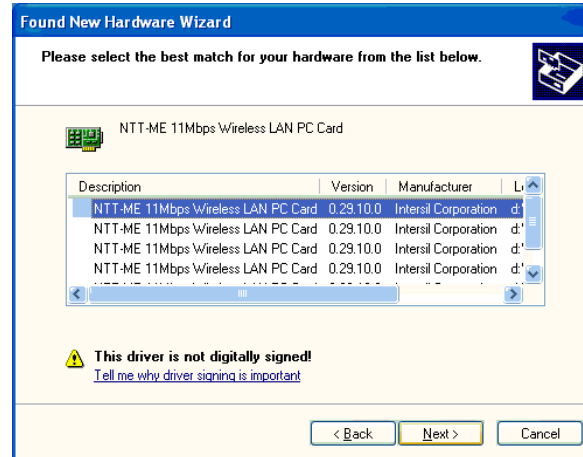 Found New Hardware Wizard
Please select the best match for your hardware from the list below.
NTT-ME 11Mbps Wireless LAN PC Card
Description Version Manufacturer
NTT-ME 11Mbps Wireless LAN PC Card 0.29.10.0 Intersil Corporation d:
NTT-ME 11Mbps Wireless LAN PC Card 0.29.10.0 Intersil Corporation d:
NTT-ME 11Mbps Wireless LAN PC Card 0.29.10.0 Intersil Corporation d:
NTT-ME 11Mbps Wireless LAN PC Card 0.29.10.0 Intersil Corporation d:
This driver is not digitally signed!
Tell me why driver signing is important
< Back Next > Cancel